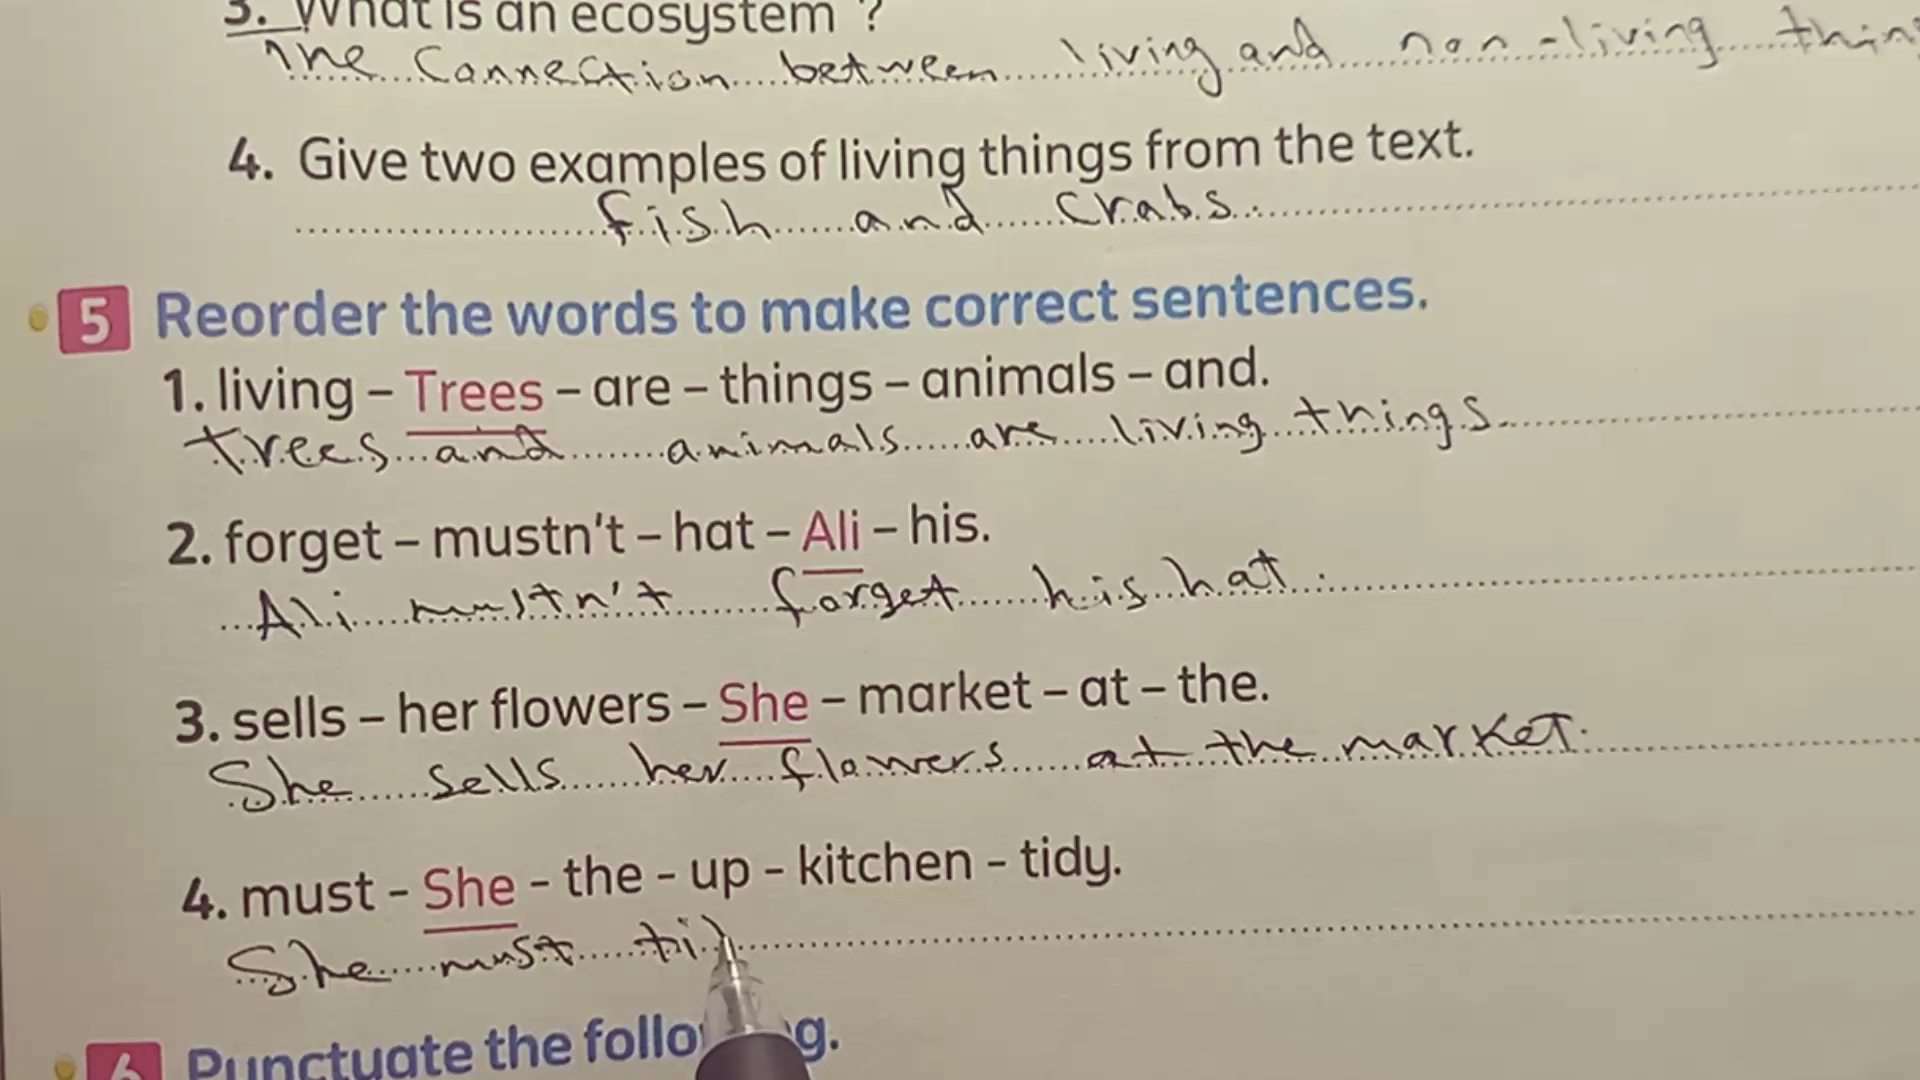 3. What is an ecosystem ?
The Connection between living and non-living thing
4. Give two examples of living things from the text.
fish and crabs.
5 Reorder the words to make correct sentences.
1. living – Trees – are – things – animals – and.
trees and animals are living things.
2. forget – mustn't – hat – Ali – his.
Ali mustn't forget his hat.
3. sells – her flowers – She – market – at – the.
She sells her flowers at the market.
4. must - She - the - up - kitchen - tidy.
She must ti
6 Punctuate the